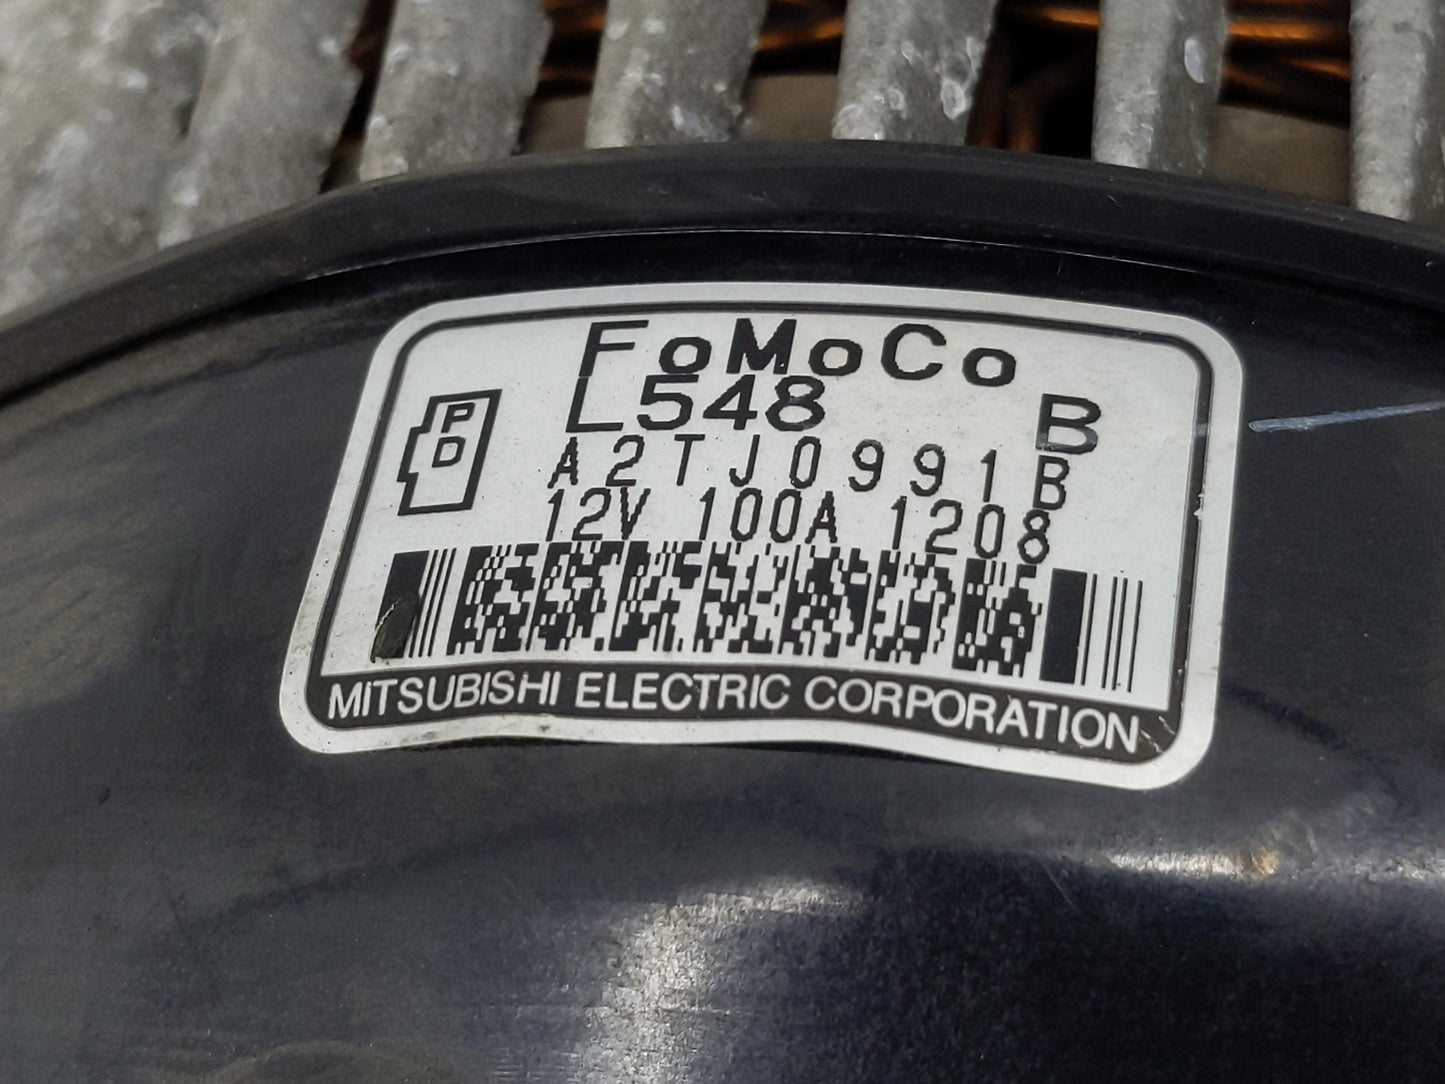 FoMoCo
L548 B
PD
A2TJ0991B
12V 100A 1208
MITSUBISHI ELECTRIC CORPORATION